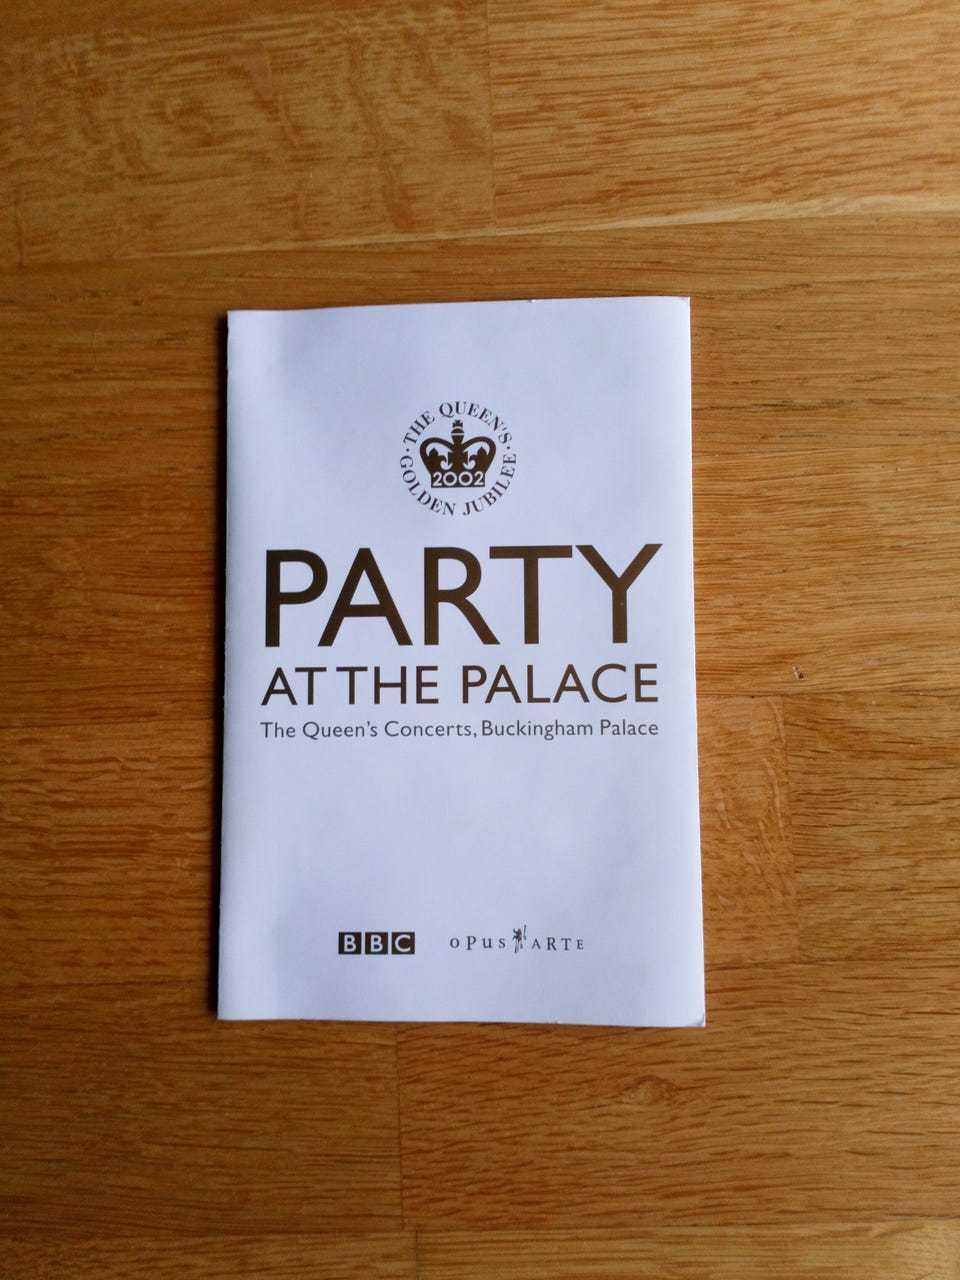 · THE QUEEN'S ·
GOLDEN JUBILEE
2002
PARTY
AT THE PALACE
The Queen's Concerts, Buckingham Palace
BBC
OPUS ARTE